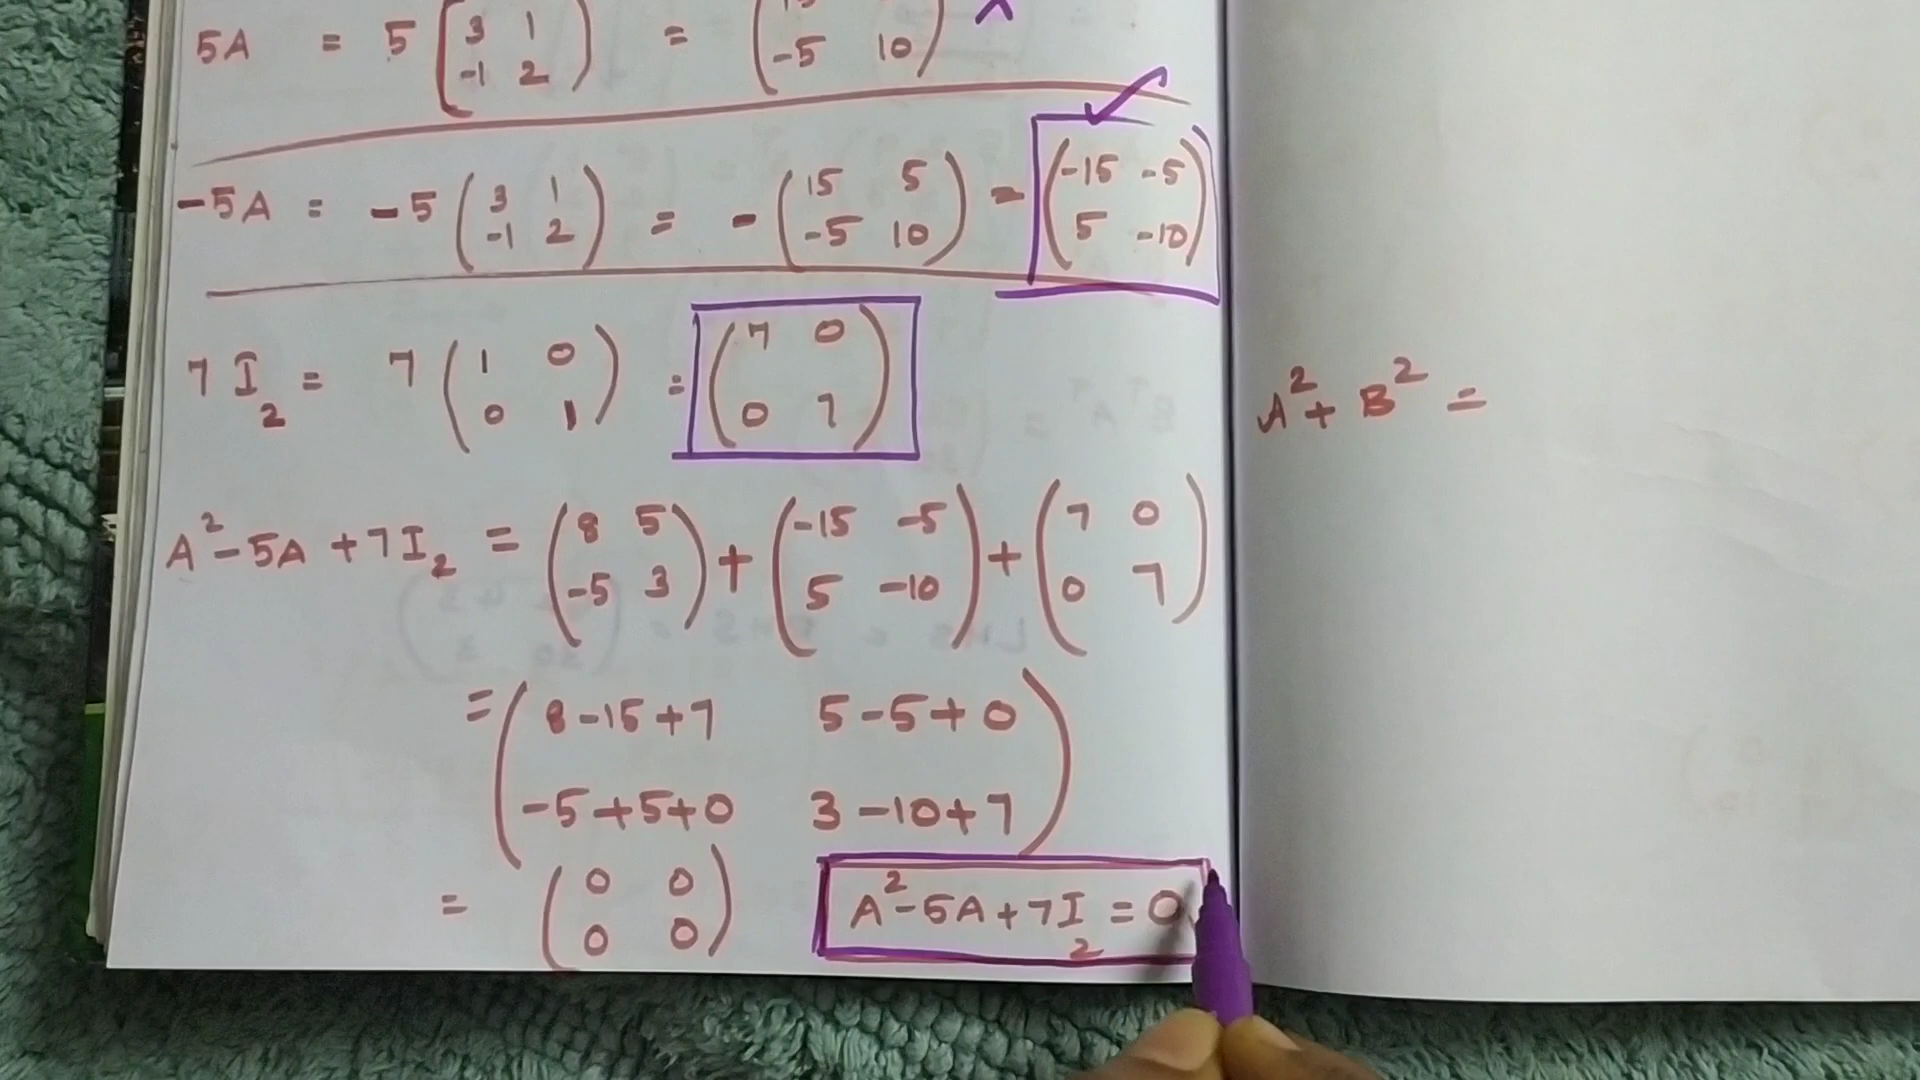 5A = 5 [3 1 -1 2) = (15 -5 10)
-5A = -5 (3 1 -1 2) = -(15 5 -5 10) = (-15 -5 5 -10)
7 I2 = 7 (1 0 0 1) = (7 0 0 7)
A²-5A+7I2 = (8 5 -5 3) + (-15 -5 5 -10) + (7 0 0 7)
= (8-15+7 5-5+0
-5+5+0 3-10+7)
= (0 0 0 0) A²-5A+7I2 = 0
A²+B² =